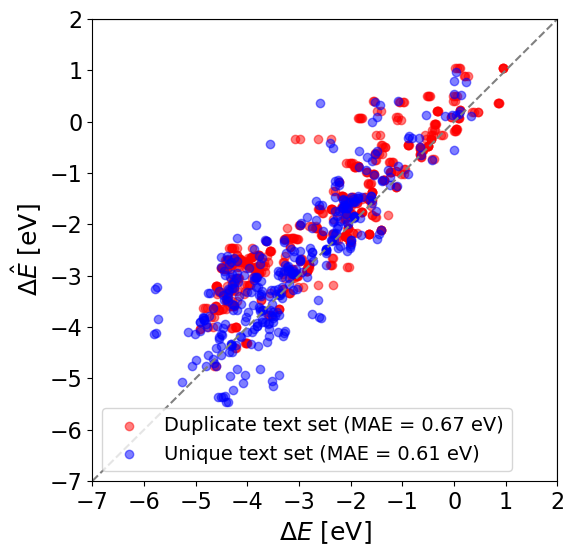 2
1
0
−1
−2
−3
−4
−5
−6
−7
ΔÊ [eV]
Duplicate text set (MAE = 0.67 eV)
Unique text set (MAE = 0.61 eV)
−7 −6 −5 −4 −3 −2 −1 0 1 2
ΔE [eV]